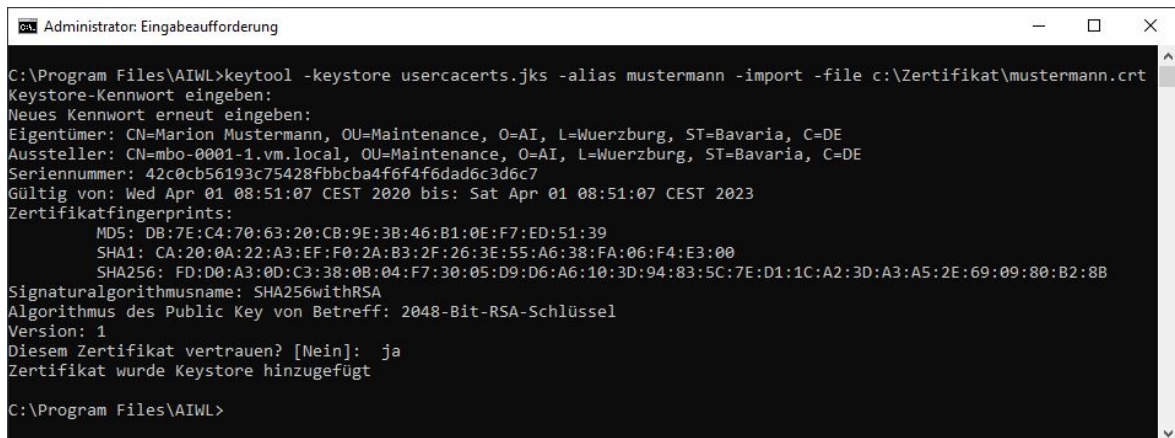 Administrator: Eingabeaufforderung
C:\Program Files\AIWL>keytool -keystore usercacerts.jks -alias mustermann -import -file c:\Zertifikat\mustermann.crt
Keystore-Kennwort eingeben:
Neues Kennwort erneut eingeben:
Eigentümer: CN=Marion Mustermann, OU=Maintenance, O=AI, L=Wuerzburg, ST=Bavaria, C=DE
Aussteller: CN=mbo-0001-1.vm.local, OU=Maintenance, O=AI, L=Wuerzburg, ST=Bavaria, C=DE
Seriennummer: 42c0cb56193c75428fbbcba4f6f4f6dad6c3d6c7
Gültig von: Wed Apr 01 08:51:07 CEST 2020 bis: Sat Apr 01 08:51:07 CEST 2023
Zertifikatfingerprints:
MD5: DB:7E:C4:70:63:20:CB:9E:3B:46:B1:0E:F7:ED:51:39
SHA1: CA:20:0A:22:A3:EF:F0:2A:B3:2F:26:3E:55:A6:38:FA:06:F4:E3:00
SHA256: FD:D0:A3:0D:C3:38:0B:04:F7:30:05:D9:D6:A6:10:3D:94:83:5C:7E:D1:1C:A2:3D:A3:A5:2E:69:09:80:B2:8B
Signaturalgorithmusname: SHA256withRSA
Algorithmus des Public Key von Betreff: 2048-Bit-RSA-Schlüssel
Version: 1
Diesem Zertifikat vertrauen? [Nein]:  ja
Zertifikat wurde Keystore hinzugefügt
C:\Program Files\AIWL>